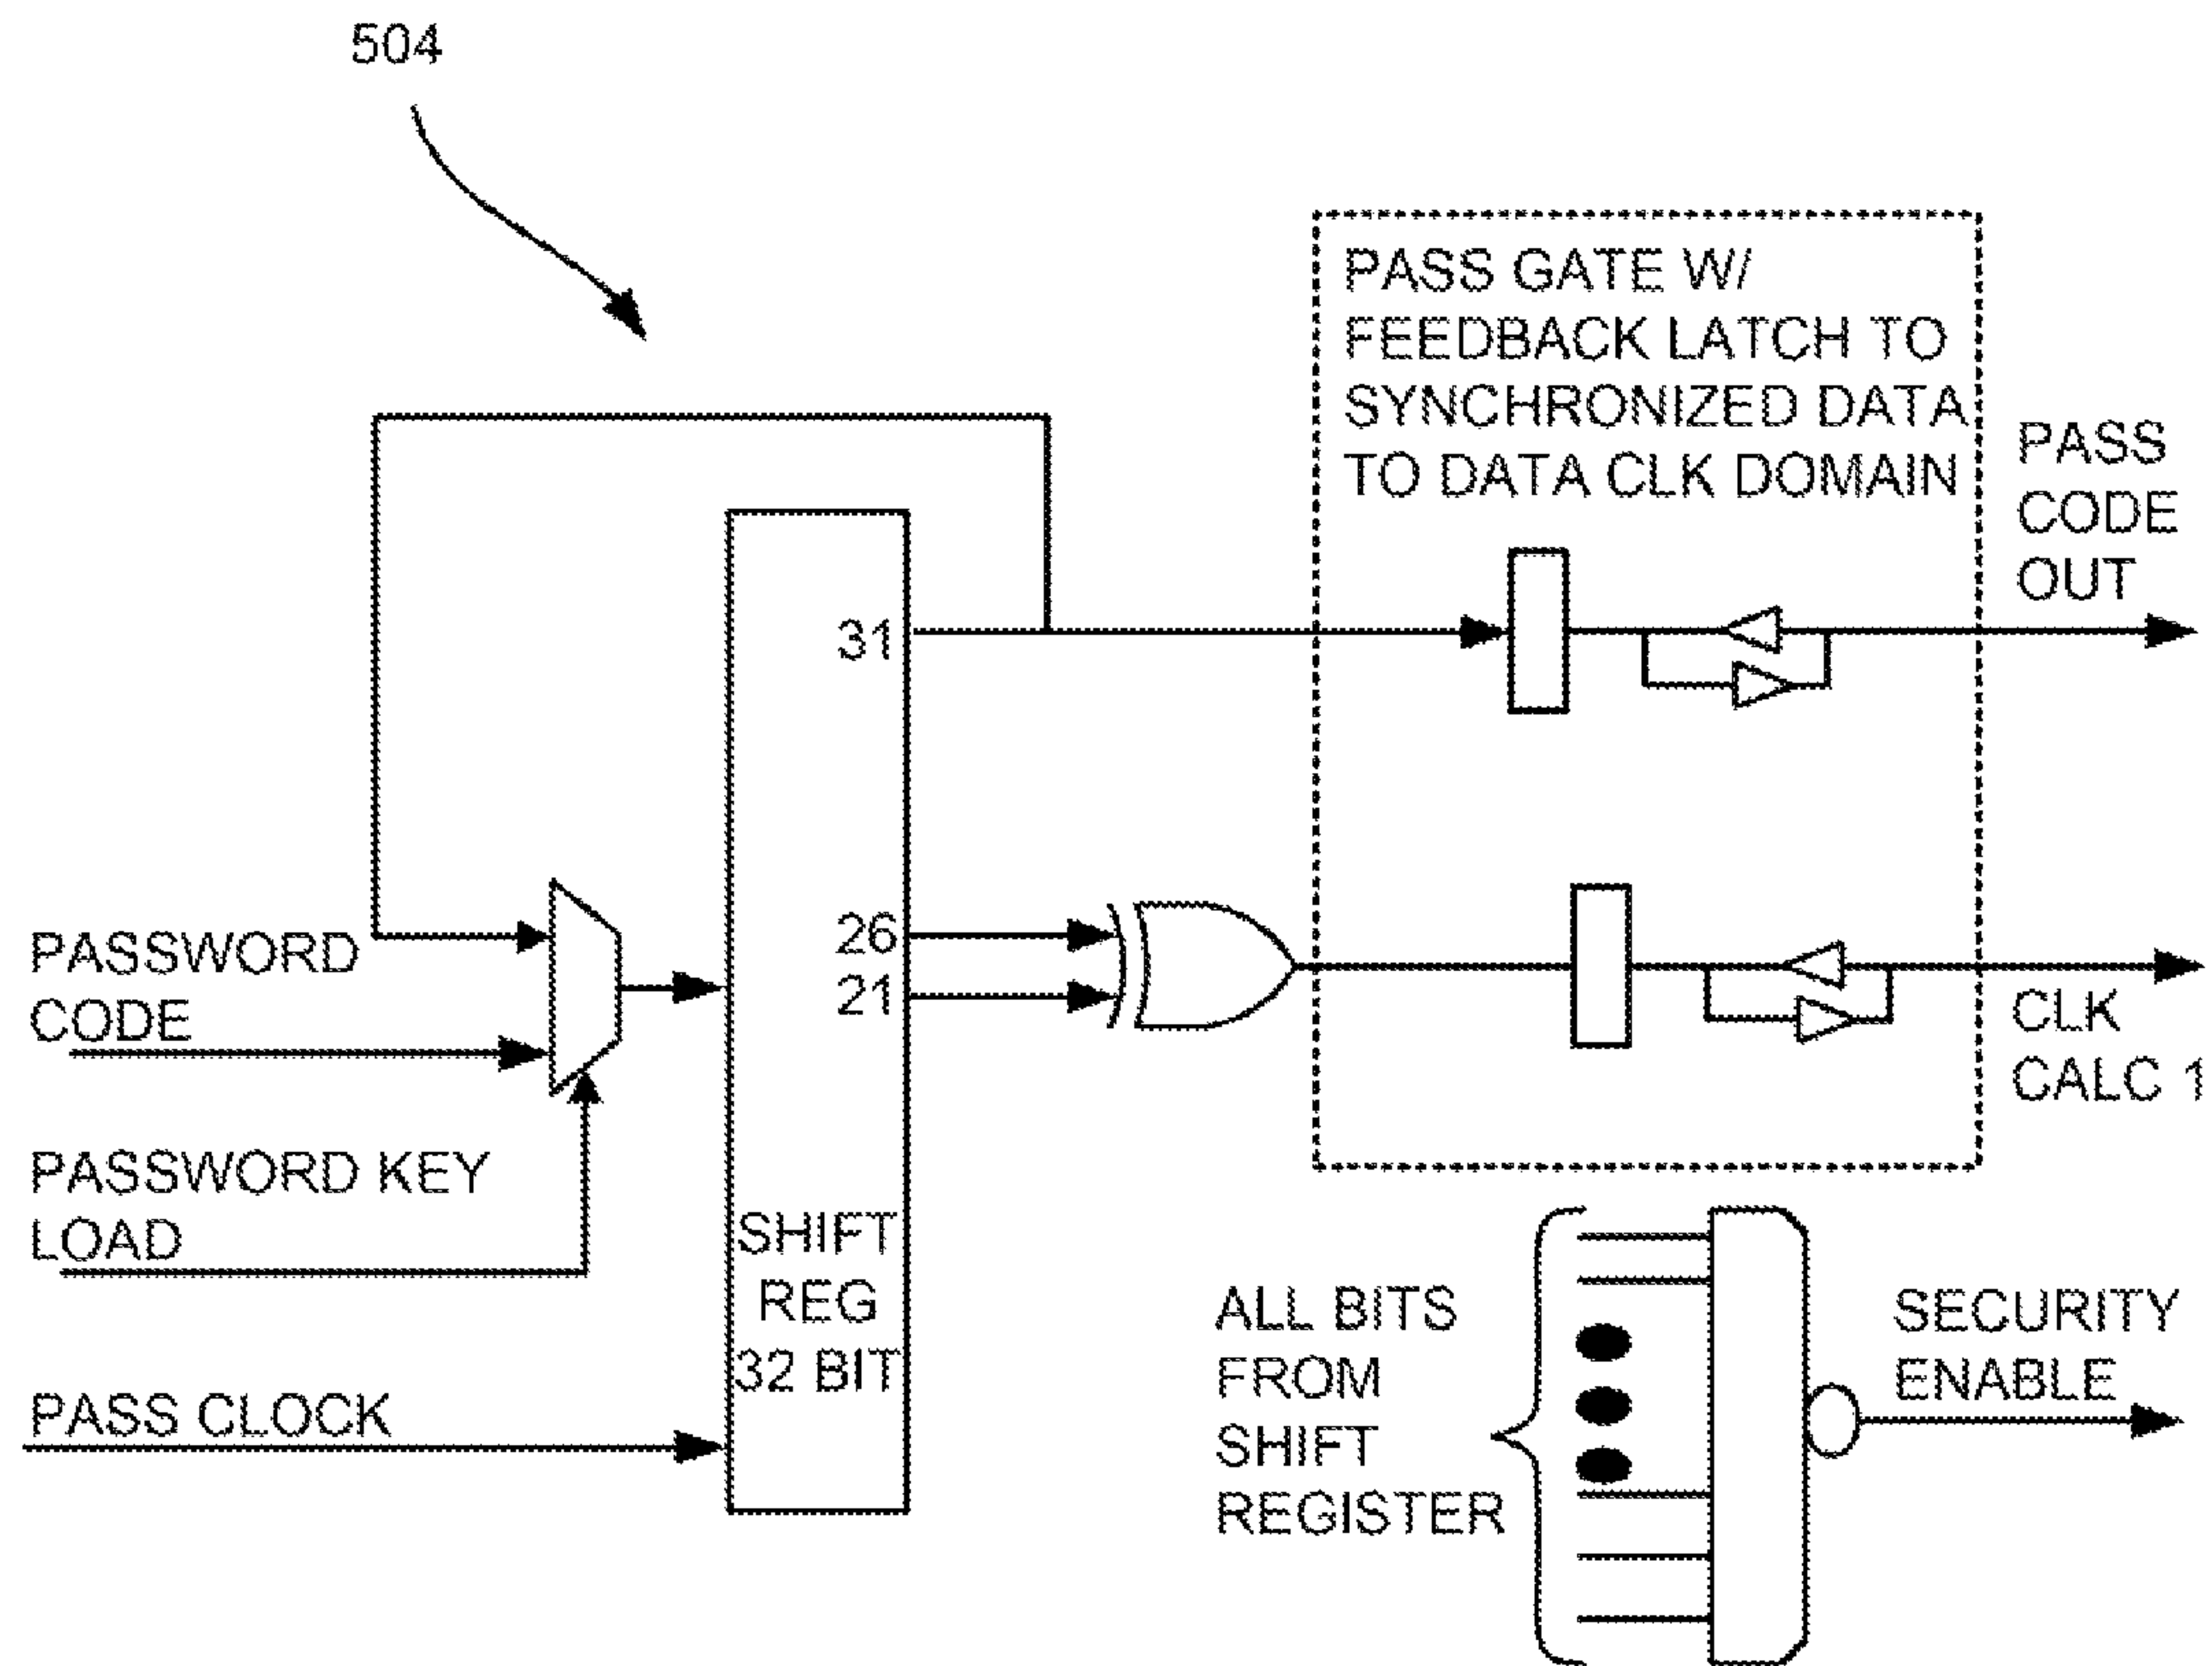 504
PASS GATE W/
FEEDBACK LATCH TO
SYNCHRONIZED DATA
TO DATA CLK DOMAIN
PASS
CODE
OUT
31
26
21
PASSWORD
CODE
CLK
CALC 1
PASSWORD KEY
LOAD
SHIFT
REG
32 BIT
PASS CLOCK
ALL BITS
FROM
SHIFT
REGISTER
SECURITY
ENABLE